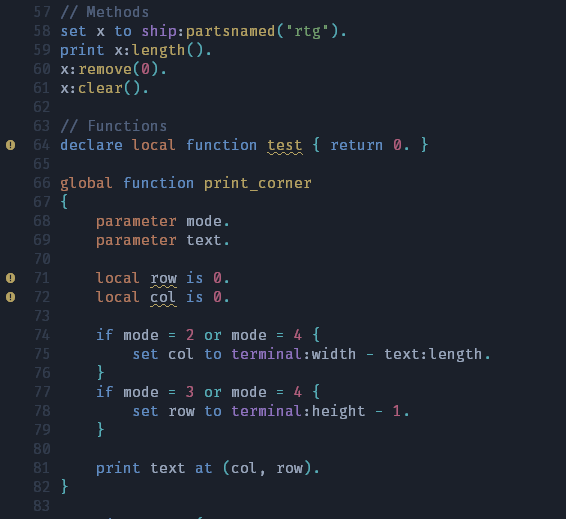 57 // Methods
58 set x to ship:partsnamed("rtg").
59 print x:length().
60 x:remove(0).
61 x:clear().
62
63 // Functions
64 declare local function test { return 0. }
65
66 global function print_corner
67 {
68     parameter mode.
69     parameter text.
70
71     local row is 0.
72     local col is 0.
73
74     if mode = 2 or mode = 4 {
75         set col to terminal:width - text:length.
76     }
77     if mode = 3 or mode = 4 {
78         set row to terminal:height - 1.
79     }
80
81     print text at (col, row).
82 }
83